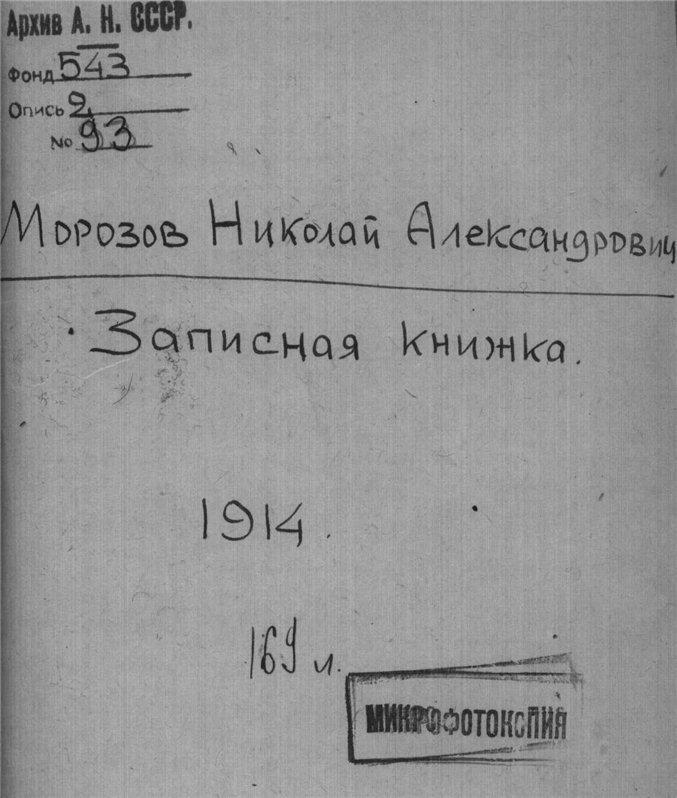 Архив А. Н. СССР.
Фонд 543
Опись 2
№ 93
Морозов Николай Александрович
Записная книжка.
1914.
169 л.
МИКРОФОТОКОПИЯ